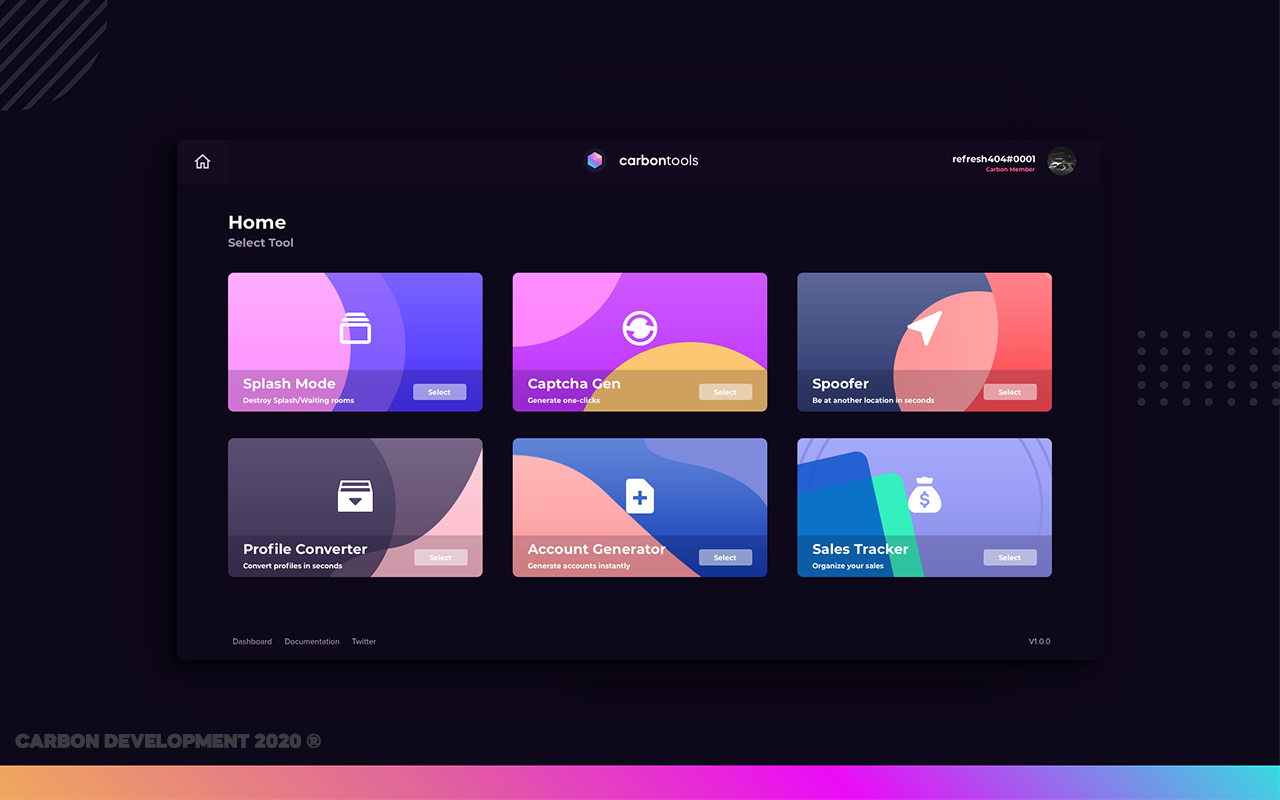 carbontools
refresh404#0001
Carbon Member
Home
Select Tool
Splash Mode
Destroy Splash/Waiting rooms
Select
Captcha Gen
Generate one-clicks
Select
Spoofer
Be at another location in seconds
Select
Profile Converter
Convert profiles in seconds
Select
Account Generator
Generate accounts instantly
Select
Sales Tracker
Organize your sales
Select
Dashboard Documentation Twitter
V1.0.0
CARBON DEVELOPMENT 2020 ®